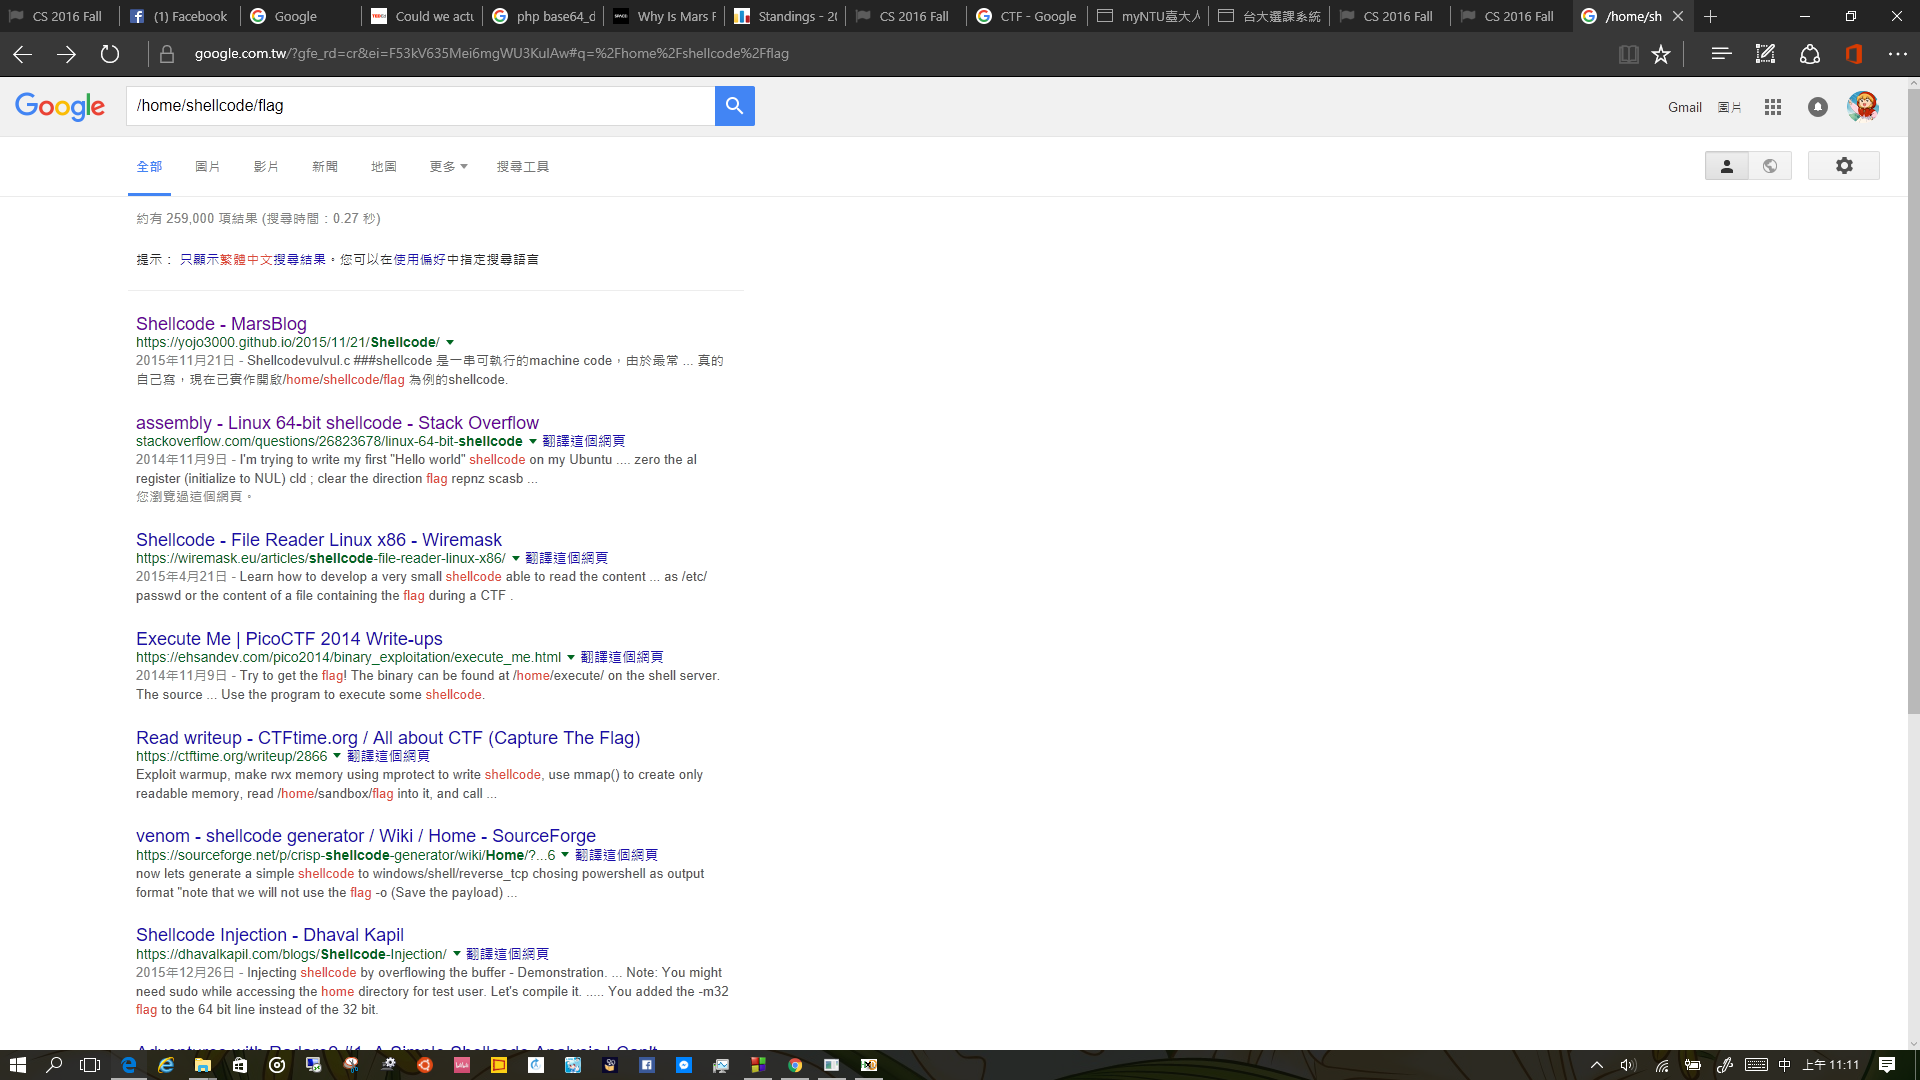 CS 2016 Fall
(1) Facebook
Google
Could we actu
php base64_d
Why Is Mars R
Standings - 20
CS 2016 Fall
CTF - Google
myNTU臺大人
台大選課系統
CS 2016 Fall
CS 2016 Fall
/home/sh
google.com.tw/?gfe_rd=cr&ei=F53kV635Mei6mgWU3KuIAw#q=%2Fhome%2Fshellcode%2Fflag
Google
/home/shellcode/flag
Gmail 圖片
全部 圖片 影片 新聞 地圖 更多 搜尋工具
約有 259,000 項結果 (搜尋時間：0.27 秒)
提示： 只顯示繁體中文搜尋結果。您可以在使用偏好中指定搜尋語言
Shellcode - MarsBlog
https://yojo3000.github.io/2015/11/21/Shellcode/
2015年11月21日 - Shellcodevulvul.c ###shellcode 是一串可執行的machine code，由於最常 ... 真的
自己寫，現在已實作開啟/home/shellcode/flag 為例的shellcode.
assembly - Linux 64-bit shellcode - Stack Overflow
stackoverflow.com/questions/26823678/linux-64-bit-shellcode 翻譯這個網頁
2014年11月9日 - I'm trying to write my first "Hello world" shellcode on my Ubuntu .... zero the al
register (initialize to NUL) cld ; clear the direction flag repnz scasb ...
您瀏覽過這個網頁。
Shellcode - File Reader Linux x86 - Wiremask
https://wiremask.eu/articles/shellcode-file-reader-linux-x86/ 翻譯這個網頁
2015年4月21日 - Learn how to develop a very small shellcode able to read the content ... as /etc/
passwd or the content of a file containing the flag during a CTF .
Execute Me | PicoCTF 2014 Write-ups
https://ehsandev.com/pico2014/binary_exploitation/execute_me.html 翻譯這個網頁
2014年11月9日 - Try to get the flag! The binary can be found at /home/execute/ on the shell server.
The source ... Use the program to execute some shellcode.
Read writeup - CTFtime.org / All about CTF (Capture The Flag)
https://ctftime.org/writeup/2866 翻譯這個網頁
Exploit warmup, make rwx memory using mprotect to write shellcode, use mmap() to create only
readable memory, read /home/sandbox/flag into it, and call ...
venom - shellcode generator / Wiki / Home - SourceForge
https://sourceforge.net/p/crisp-shellcode-generator/wiki/Home/?...6 翻譯這個網頁
now lets generate a simple shellcode to windows/shell/reverse_tcp chosing powershell as output
format "note that we will not use the flag -o (Save the payload) ...
Shellcode Injection - Dhaval Kapil
https://dhavalkapil.com/blogs/Shellcode-Injection/ 翻譯這個網頁
2015年12月26日 - Injecting shellcode by overflowing the buffer - Demonstration. ... Note: You might
need sudo while accessing the home directory for test user. Let's compile it. ..... You added the -m32
flag to the 64 bit line instead of the 32 bit.
Adventures with Radare2 #1: A Simple Shellcode Analysis | Can't
中 上午 11:11